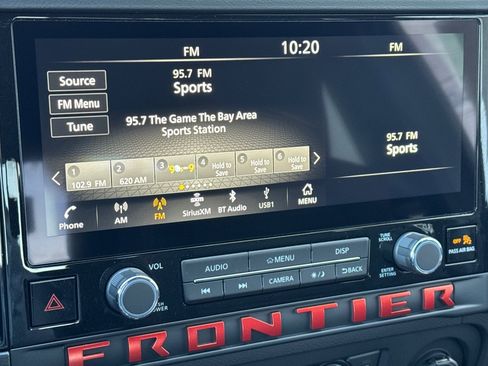 FM 10:20 FM
Source
95.7 FM
Sports
FM Menu
Tune
95.7 The Game The Bay Area
Sports Station
95.7 FM
Sports
1 2 3 4 Hold to Save 5 Hold to Save 6 Hold to Save
102.9 FM 620 AM
Phone AM FM SiriusXM BT Audio USB1 MENU
VOL
AUDIO MENU DISP
CAMERA BACK
TUNE
SCROLL
ENTER
SETTING
OFF
PASS AIR BAG
FRONTIER